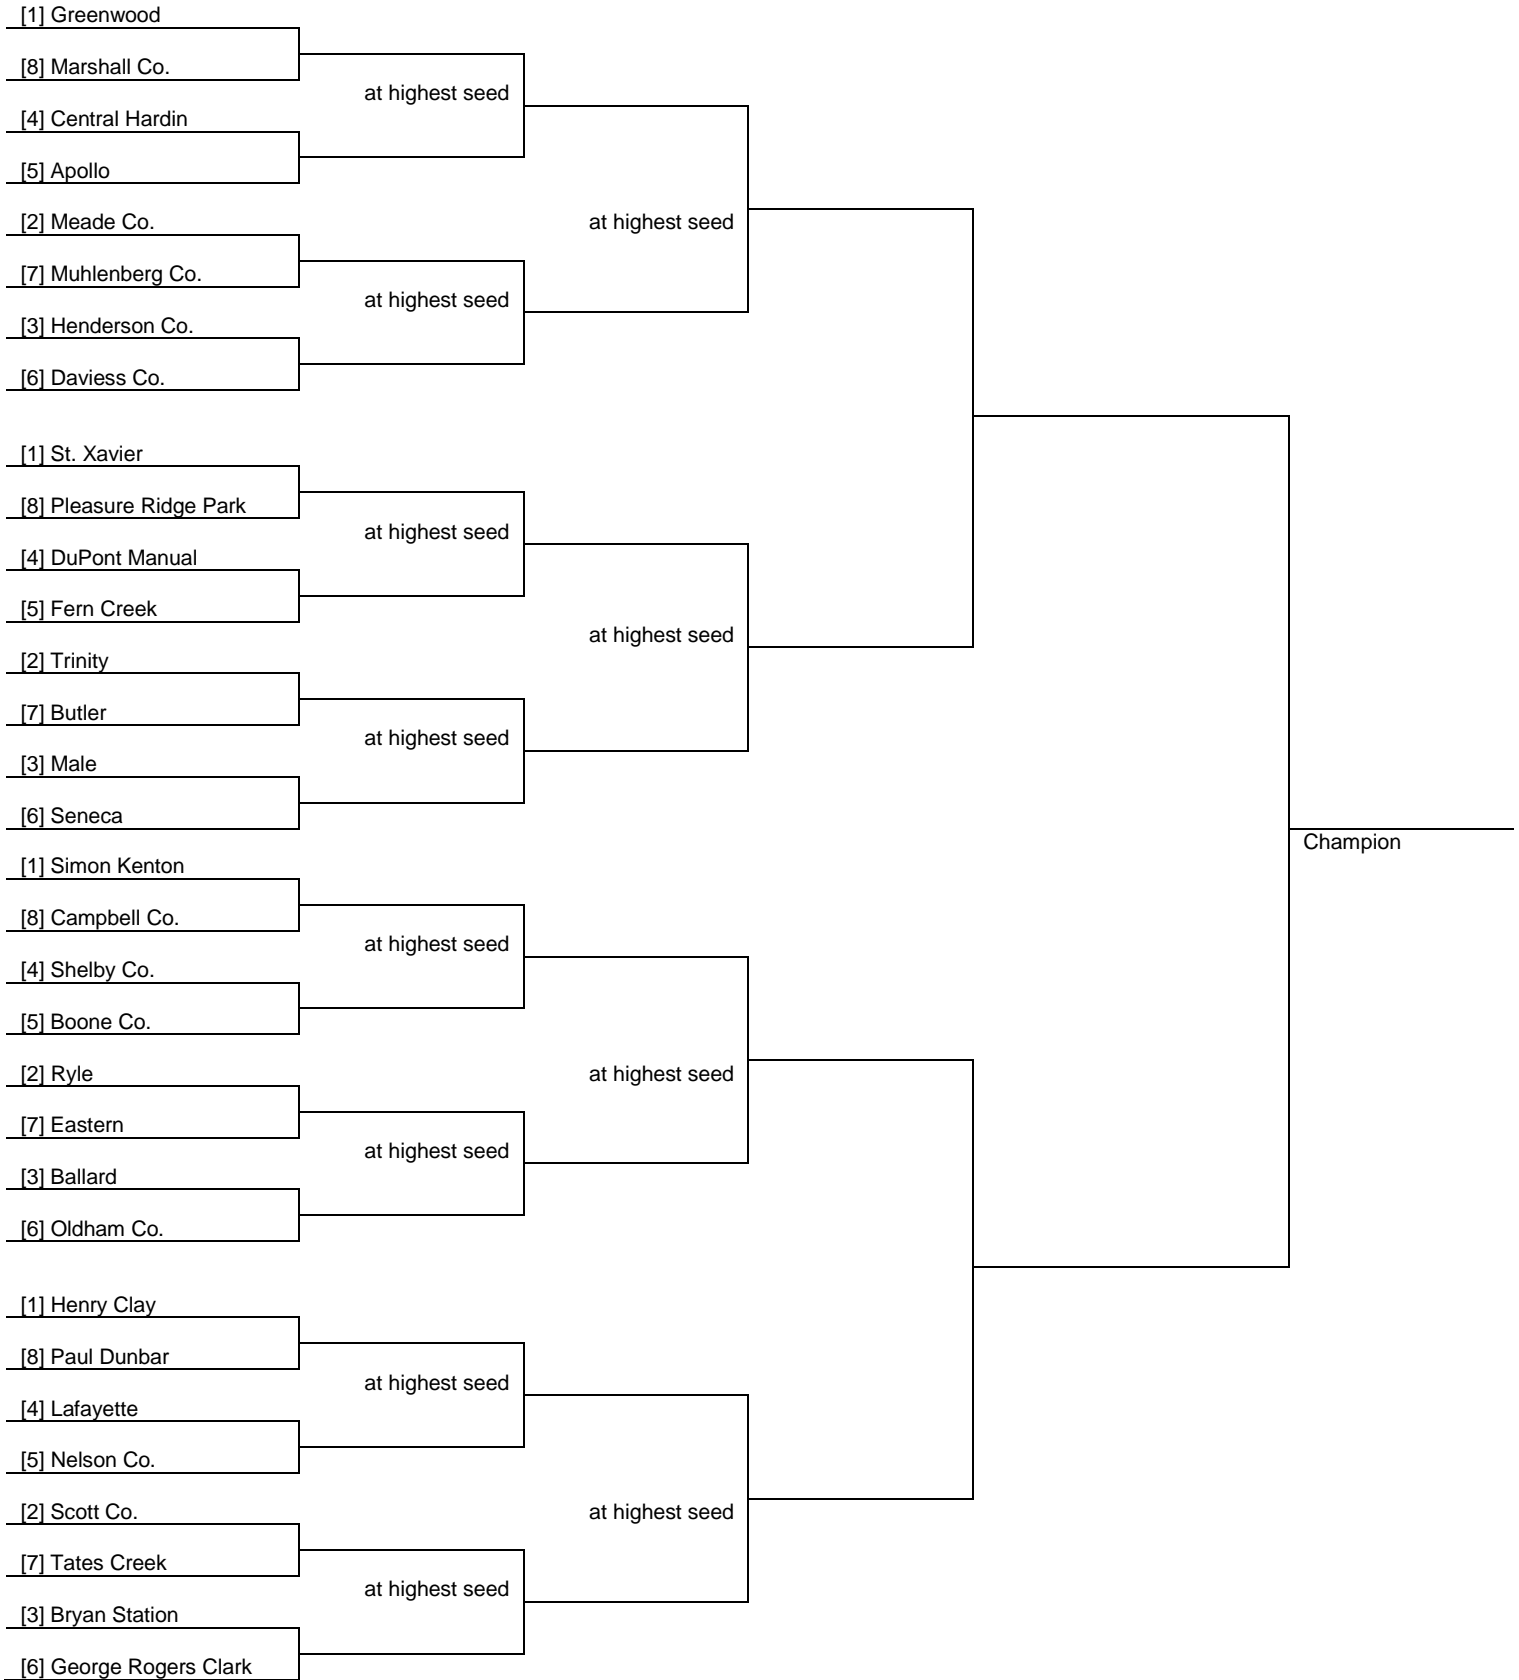 [1] Greenwood
[8] Marshall Co.
at highest seed
[4] Central Hardin
[5] Apollo
[2] Meade Co.
at highest seed
[7] Muhlenberg Co.
at highest seed
[3] Henderson Co.
[6] Daviess Co.
[1] St. Xavier
[8] Pleasure Ridge Park
at highest seed
[4] DuPont Manual
[5] Fern Creek
at highest seed
[2] Trinity
[7] Butler
at highest seed
[3] Male
[6] Seneca
Champion
[1] Simon Kenton
[8] Campbell Co.
at highest seed
[4] Shelby Co.
[5] Boone Co.
[2] Ryle
at highest seed
[7] Eastern
at highest seed
[3] Ballard
[6] Oldham Co.
[1] Henry Clay
[8] Paul Dunbar
at highest seed
[4] Lafayette
[5] Nelson Co.
[2] Scott Co.
at highest seed
[7] Tates Creek
at highest seed
[3] Bryan Station
[6] George Rogers Clark